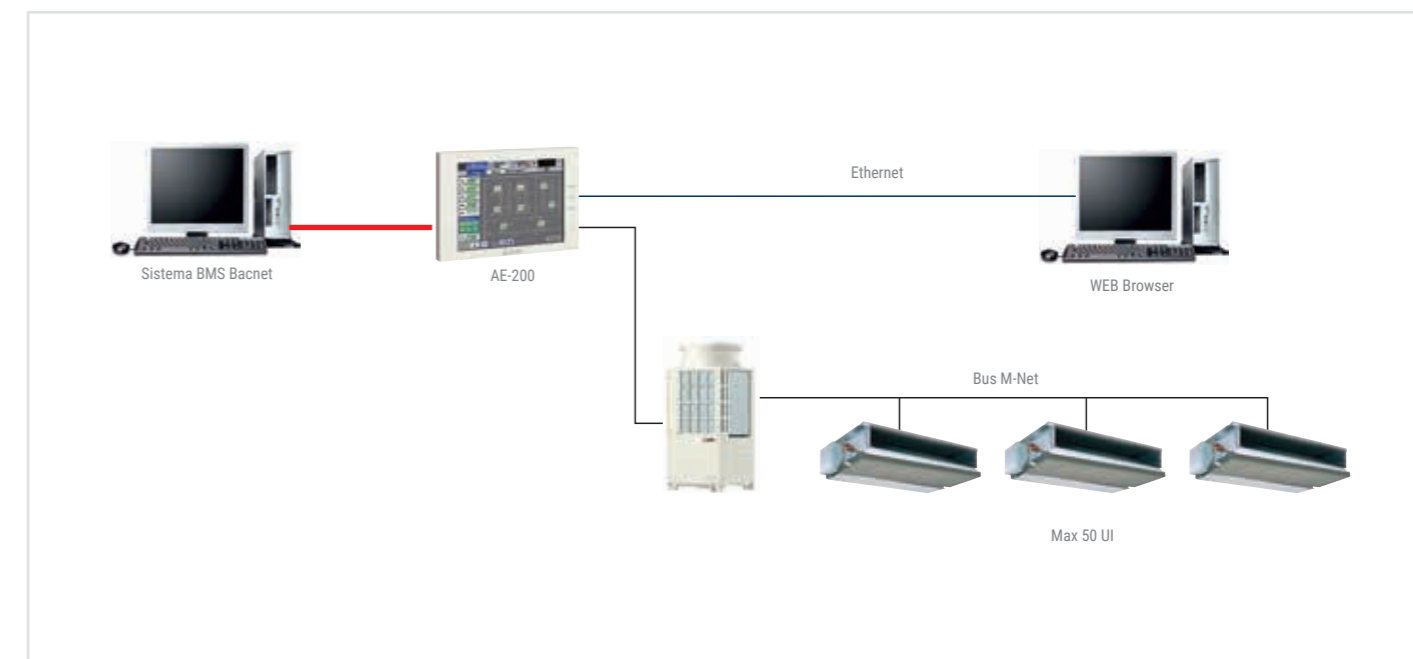 Ethernet
Sistema BMS Bacnet
AE-200
WEB Browser
Bus M-Net
Max 50 UI